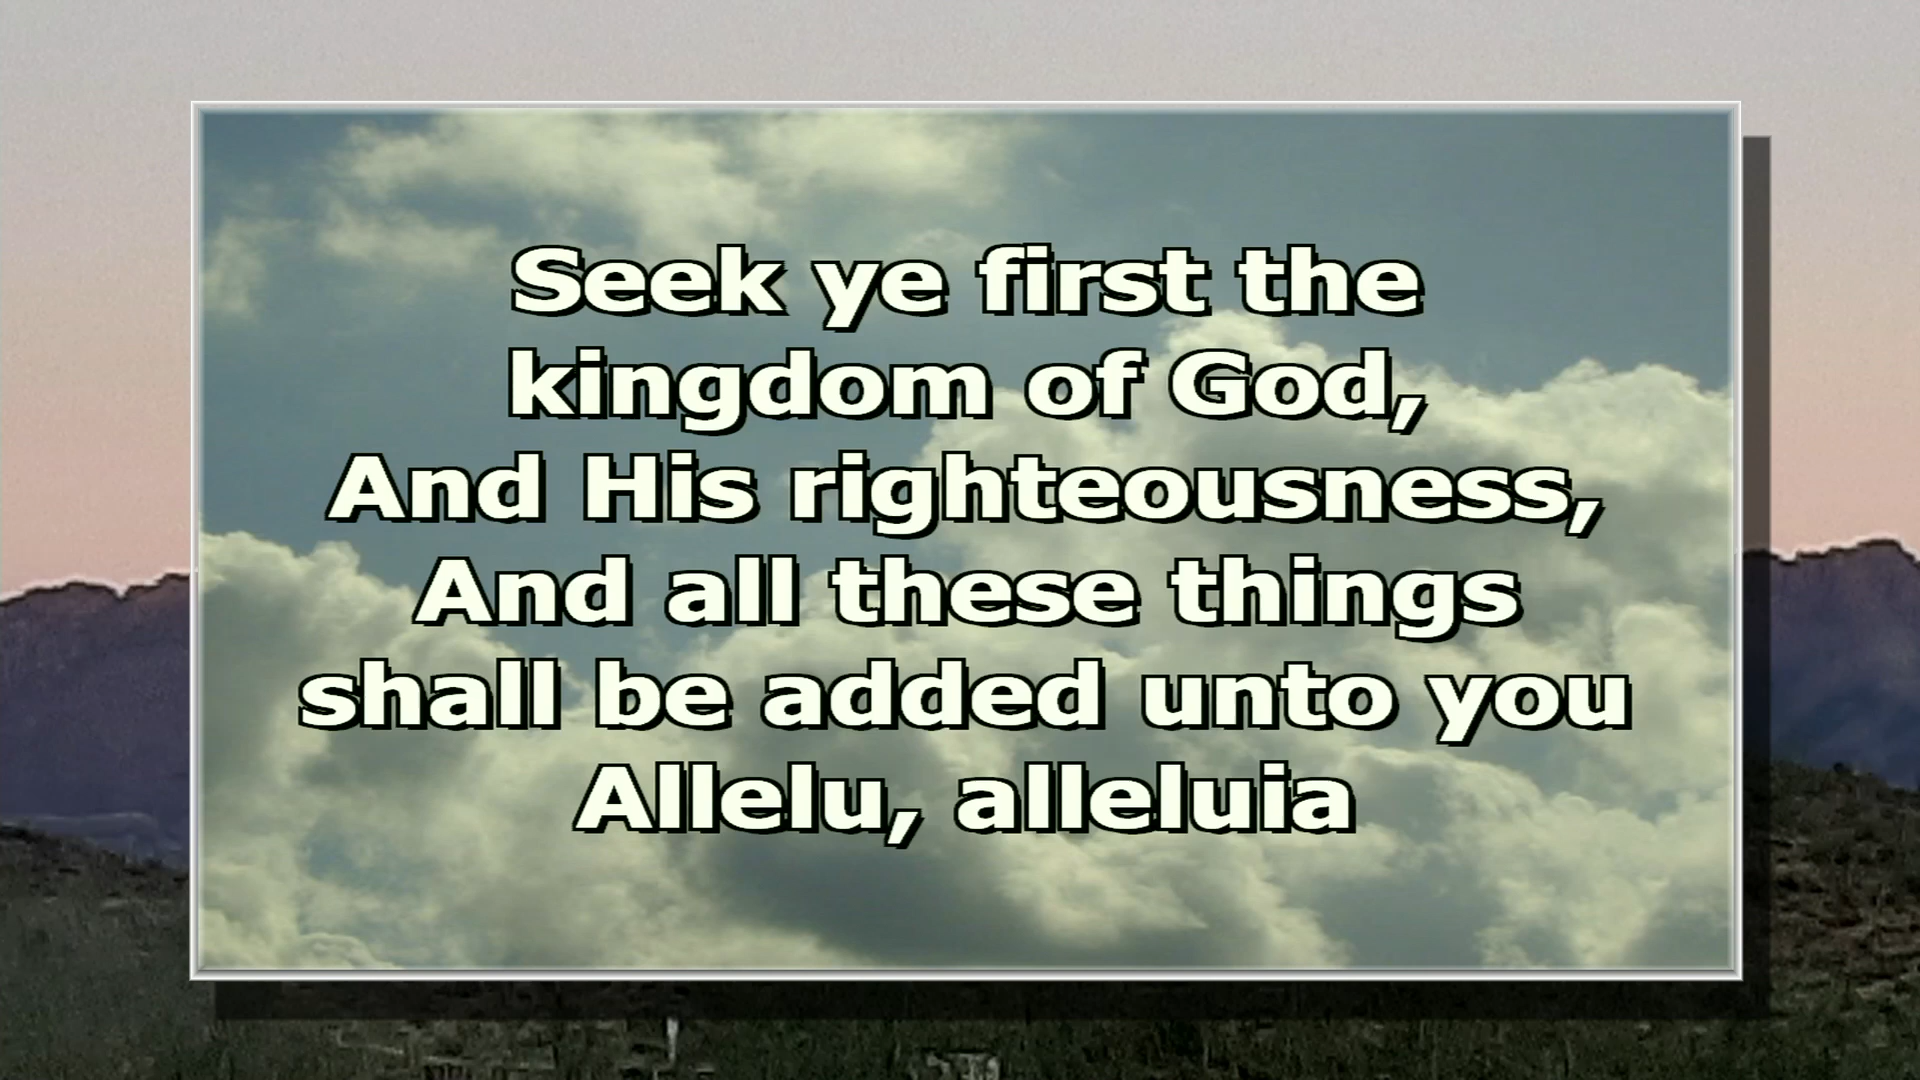 Seek ye first the
kingdom of God,
And His righteousness,
And all these things
shall be added unto you
Allelu, alleluia